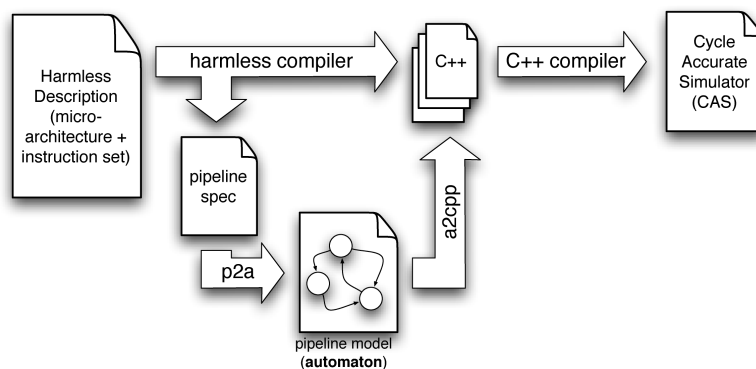 Harmless
Description
(micro-
architecture +
instruction set)
harmless compiler
C++
C++ compiler
Cycle
Accurate
Simulator
(CAS)
pipeline
spec
p2a
a2cpp
pipeline model
(automaton)